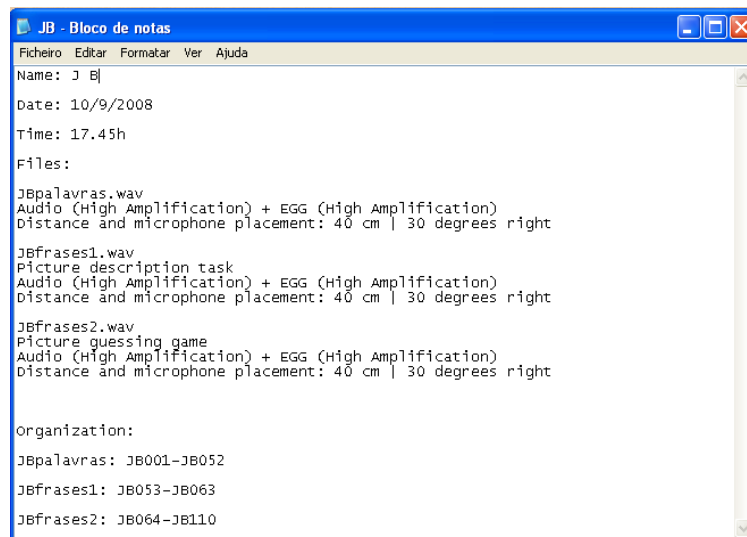 JB - Bloco de notas
Ficheiro Editar Formatar Ver Ajuda
Name: J B
Date: 10/9/2008
Time: 17.45h
Files:
JBpalavras.wav
Audio (High Amplification) + EGG (High Amplification)
Distance and microphone placement: 40 cm | 30 degrees right
JBfrases1.wav
Picture description task
Audio (High Amplification) + EGG (High Amplification)
Distance and microphone placement: 40 cm | 30 degrees right
JBfrases2.wav
Picture guessing game
Audio (High Amplification) + EGG (High Amplification)
Distance and microphone placement: 40 cm | 30 degrees right
Organization:
JBpalavras: JB001-JB052
JBfrases1: JB053-JB063
JBfrases2: JB064-JB110